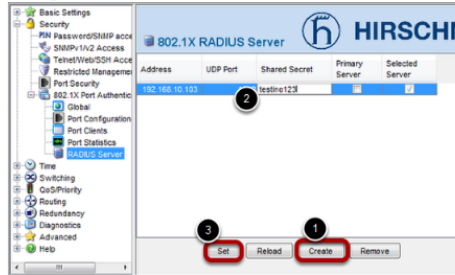 Basic Settings
Security
PIN Password/SNMP acce
SNMPv1/v2 Access
Telnet/Web/SSH Acce
Restricted Manageme
Port Security
802.1X Port Authentic
Global
Port Configuration
Port Clients
Port Statistics
RADIUS Server
Time
Switching
QoS/Priority
Routing
Redundancy
Diagnostics
Advanced
Help
802.1X RADIUS Server
HIRSCH
Address UDP Port Shared Secret Primary Server Selected Server
192.168.10.103 testing123
2
3
1
Set Reload Create Remove